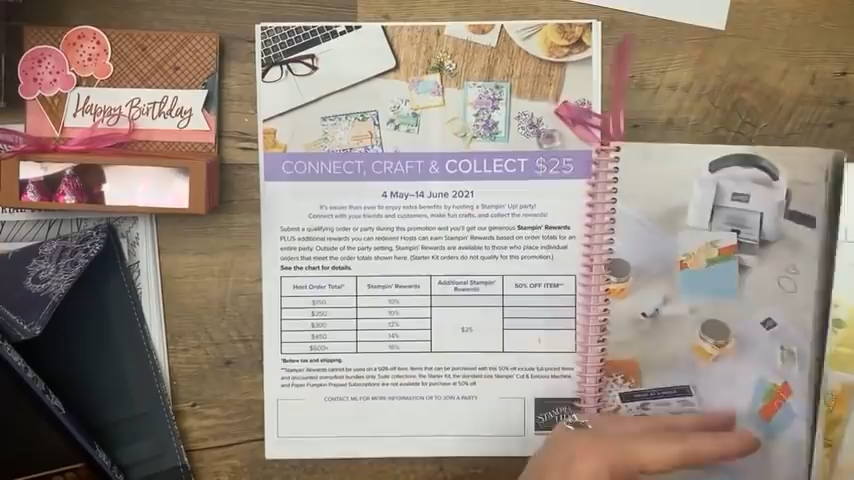 Happy Birthday
CONNECT, CRAFT & COLLECT $25
4 May–14 June 2021
It's easier than ever to enjoy extra benefits by hosting a Stampin' Up! party!
Connect with your friends and customers, make fun crafts, and collect the rewards!
Submit a qualifying order or party during this promotion and you'll get our generous Stampin' Rewards
PLUS additional rewards you can redeem! Hosts can earn Stampin' Rewards based on order totals for an
entire party. Outside of the party setting, Stampin' Rewards are available to those who place individual
orders that meet the order totals shown here. (Starter Kit orders do not qualify for this promotion.)
See the chart for details.
Host Order Total* Stampin' Rewards Additional Stampin' Rewards 50% OFF ITEM**
$150 10%
$250 10%
$300 12%
$25 1
$450 14%
$600+ 16%
*Before tax and shipping.
CONTACT ME FOR MORE INFORMATION OR TO JOIN A PARTY